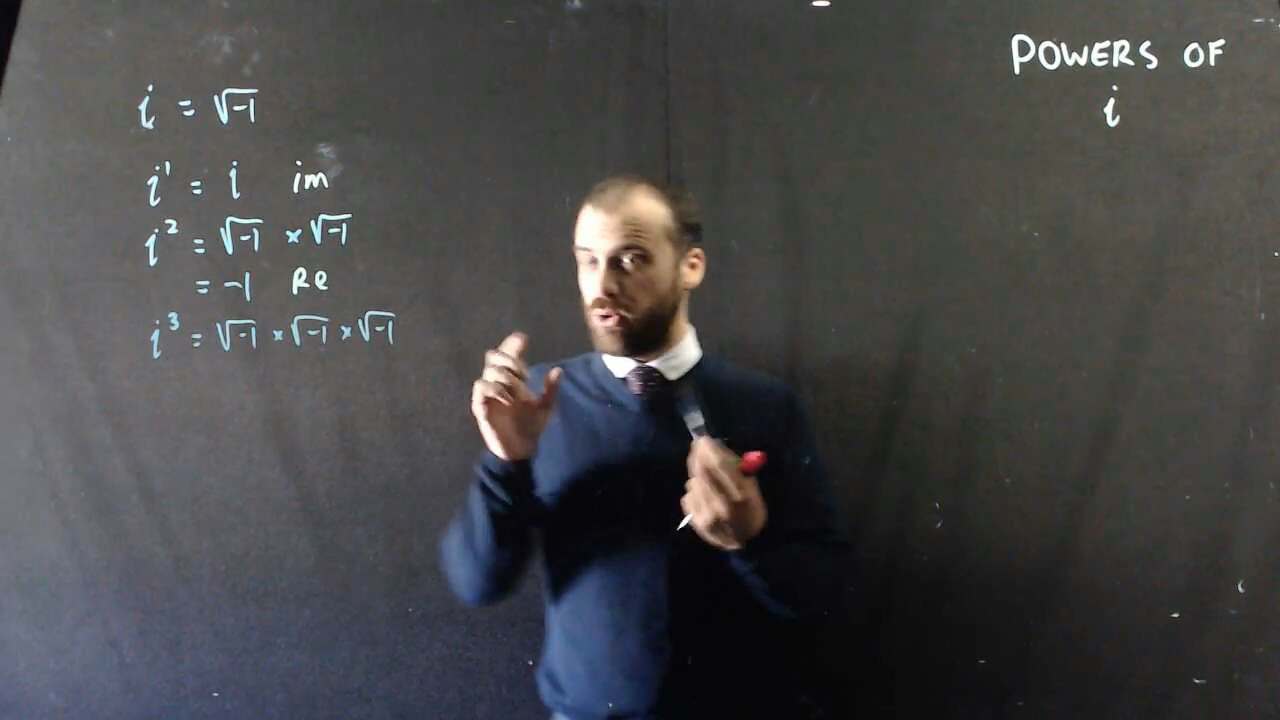 POWERS OF
i
i = √-1
i¹ = i im
i² = √-1 × √-1
= -1 Re
i³ = √-1 × √-1 × √-1